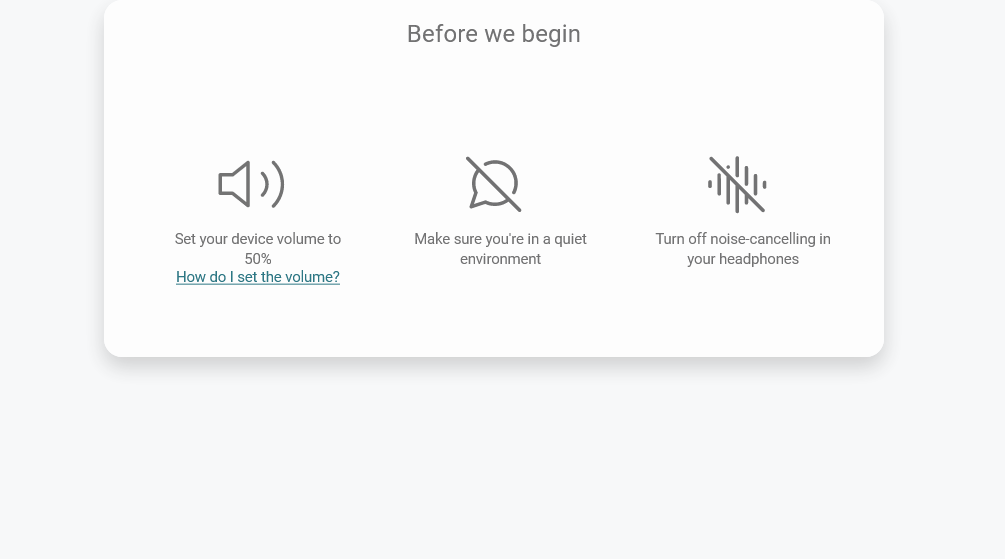 Before we begin
Set your device volume to
50%
How do I set the volume?
Make sure you're in a quiet
environment
Turn off noise-cancelling in
your headphones